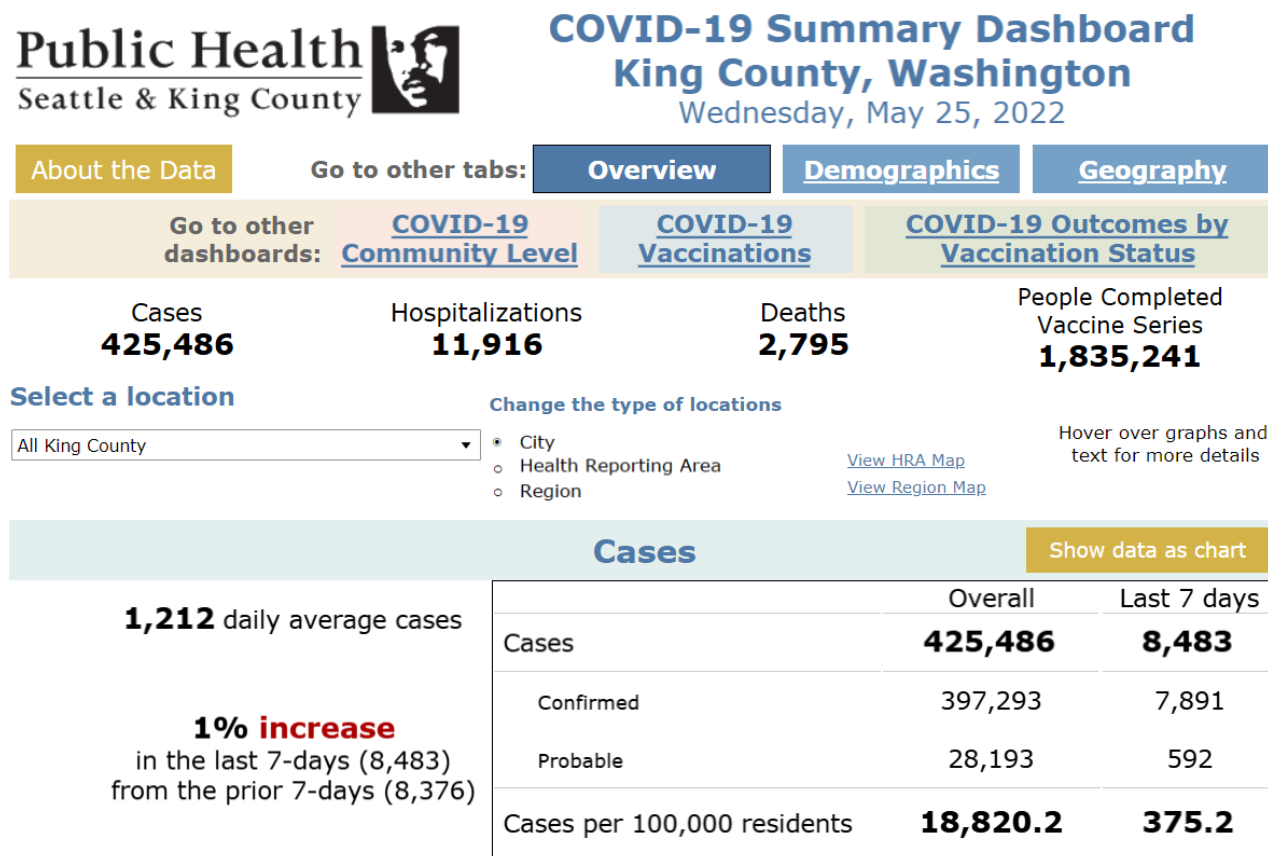 Public Health
Seattle & King County
COVID-19 Summary Dashboard
King County, Washington
Wednesday, May 25, 2022
About the Data
Go to other tabs:
Overview
Demographics
Geography
Go to other
dashboards:
COVID-19
Community Level
COVID-19
Vaccinations
COVID-19 Outcomes by
Vaccination Status
Cases
425,486
Hospitalizations
11,916
Deaths
2,795
People Completed
Vaccine Series
1,835,241
Select a location
All King County
Change the type of locations
City
Health Reporting Area
Region
View HRA Map
View Region Map
Hover over graphs and
text for more details
Cases
Show data as chart
1,212 daily average cases
1% increase
in the last 7-days (8,483)
from the prior 7-days (8,376)
Overall Last 7 days
Cases 425,486 8,483
Confirmed 397,293 7,891
Probable 28,193 592
Cases per 100,000 residents 18,820.2 375.2